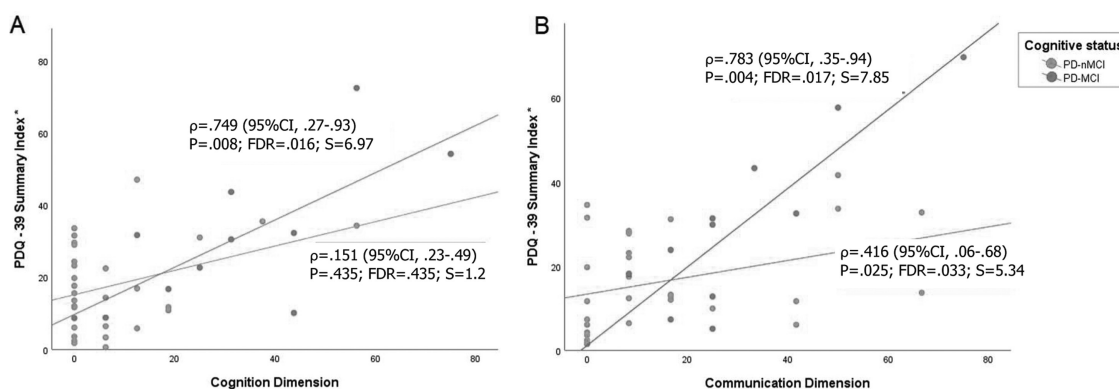 A
PDQ - 39 Summary Index *
80
60
40
20
0
ρ=.749 (95%CI, .27-.93)
P=.008; FDR=.016; S=6.97
ρ=.151 (95%CI, .23-.49)
P=.435; FDR=.435; S=1.2
0 20 40 60 80
Cognition Dimension
B
PDQ - 39 Summary Index *
60
40
20
0
ρ=.783 (95%CI, .35-.94)
P=.004; FDR=.017; S=7.85
ρ=.416 (95%CI, .06-.68)
P=.025; FDR=.033; S=5.34
0 20 40 60 80
Communication Dimension
Cognitive status
PD-nMCI
PD-MCI